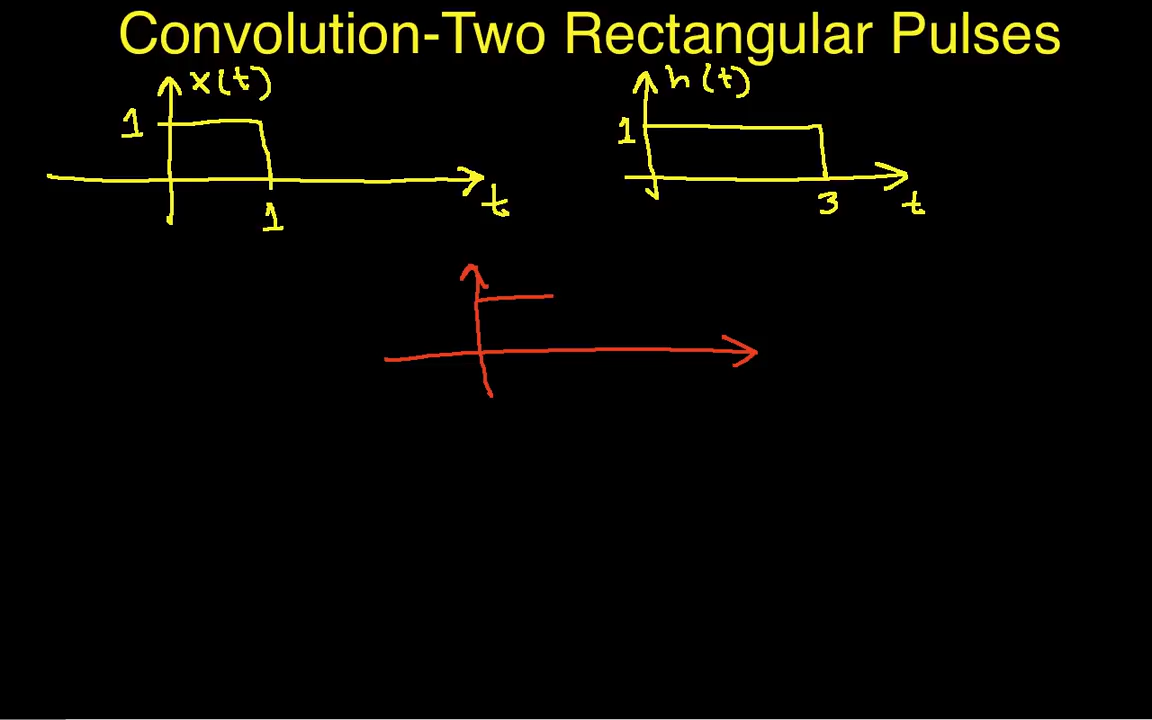 Convolution-Two Rectangular Pulses
x(t)
1
1
t
h(t)
1
3
t